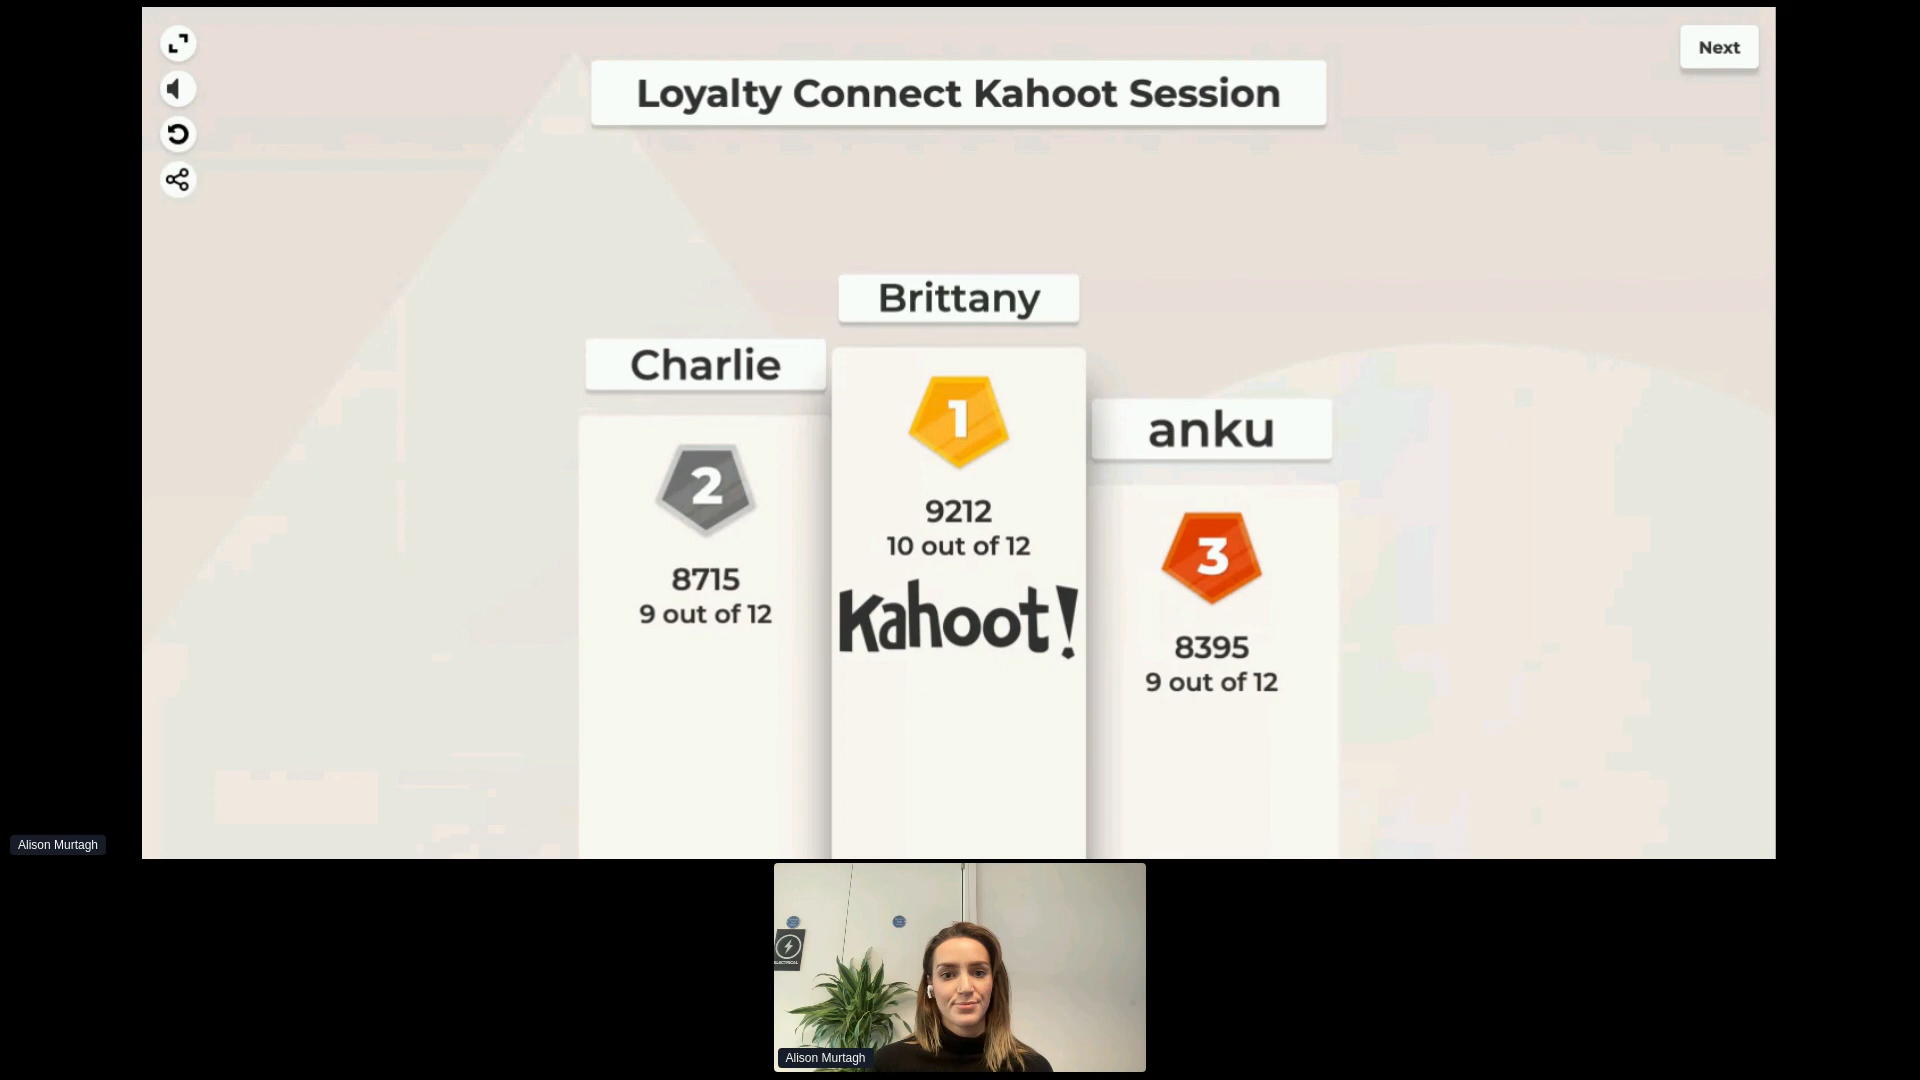 Next
Loyalty Connect Kahoot Session
Brittany
Charlie
anku
1
9212
10 out of 12
Kahoot!
2
8715
9 out of 12
3
8395
9 out of 12
Alison Murtagh
ELECTRICAL
Alison Murtagh